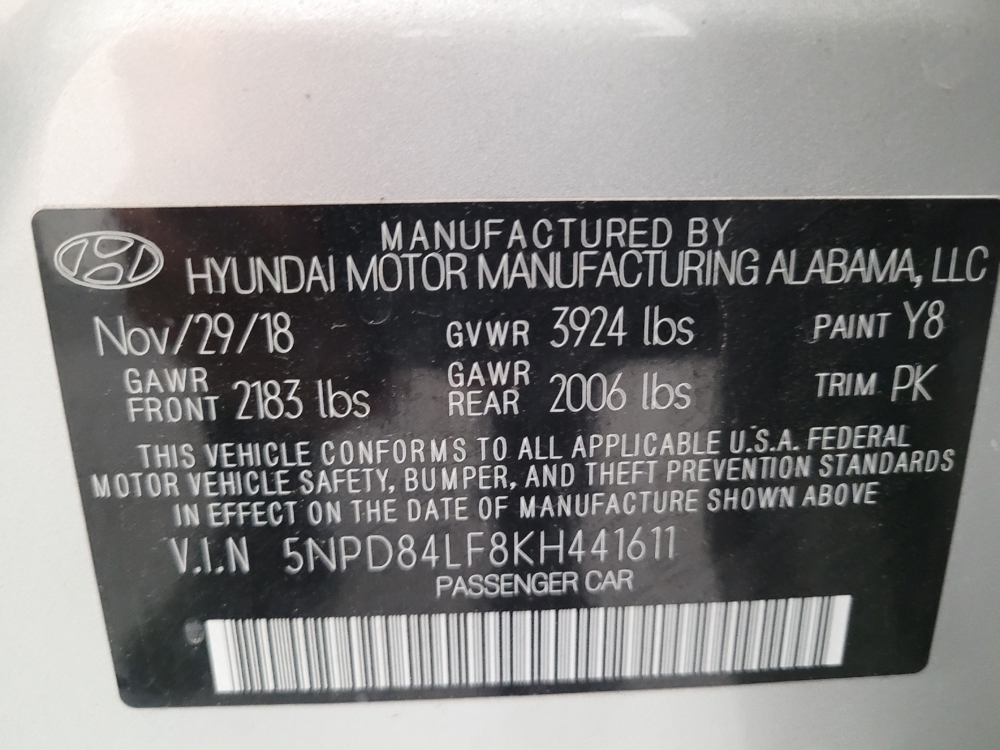 MANUFACTURED BY
HYUNDAI MOTOR MANUFACTURING ALABAMA, LLC
Nov/29/18 GVWR 3924 lbs PAINT Y8
GAWR FRONT 2183 lbs GAWR REAR 2006 lbs TRIM PK
THIS VEHICLE CONFORMS TO ALL APPLICABLE U.S.A. FEDERAL
MOTOR VEHICLE SAFETY, BUMPER, AND THEFT PREVENTION STANDARDS
IN EFFECT ON THE DATE OF MANUFACTURE SHOWN ABOVE
V.I.N 5NPD84LF8KH441611
PASSENGER CAR